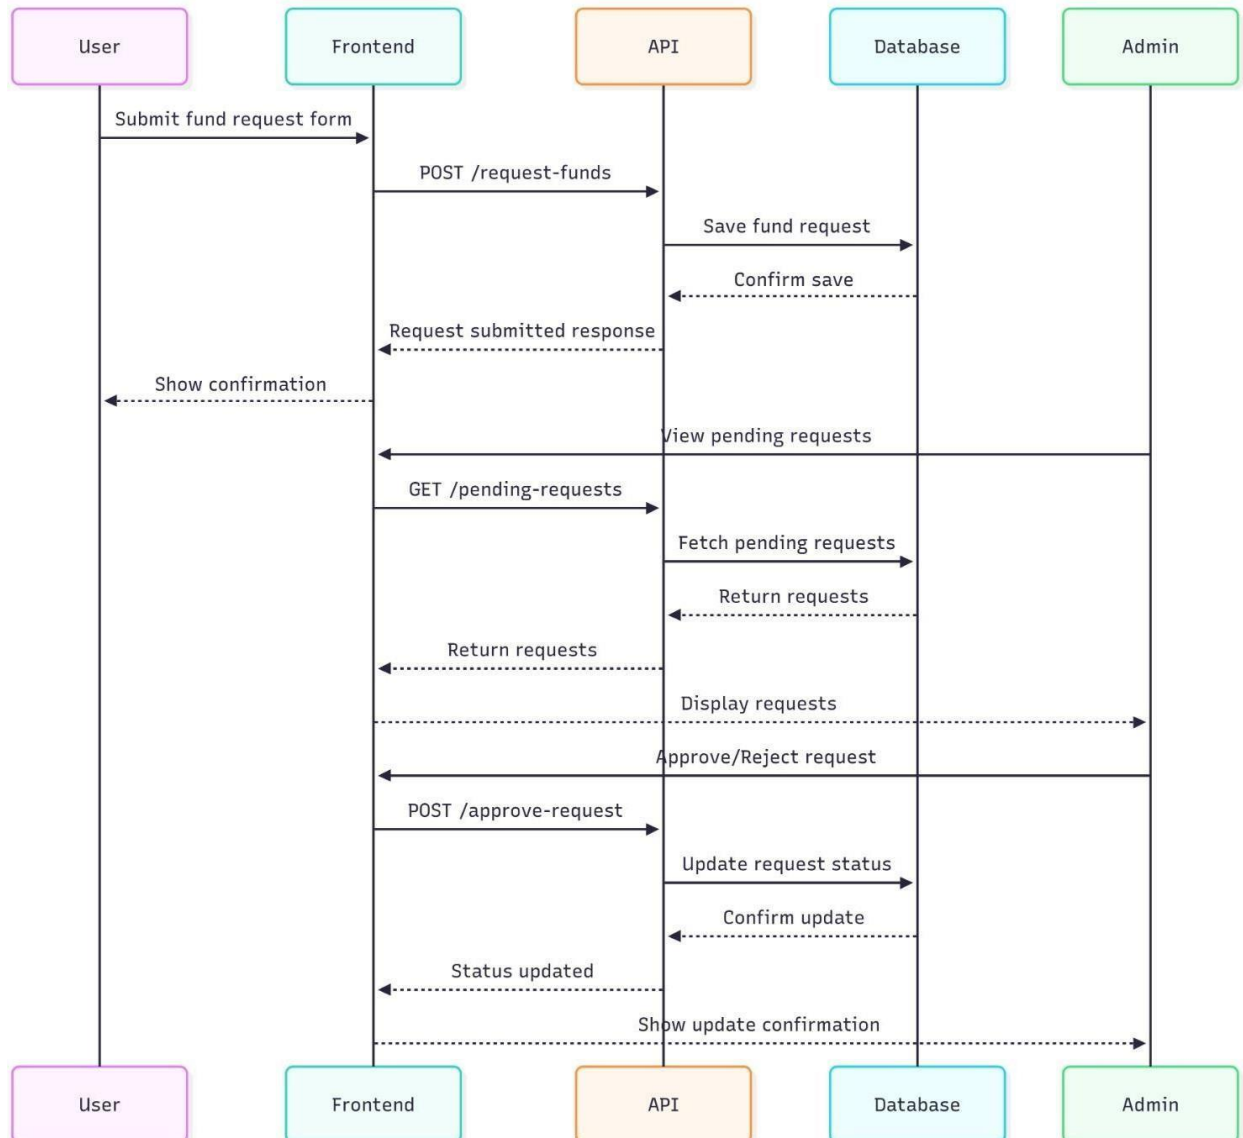 User
Frontend
API
Database
Admin
Submit fund request form
POST /request-funds
Save fund request
Confirm save
Request submitted response
Show confirmation
View pending requests
GET /pending-requests
Fetch pending requests
Return requests
Return requests
Display requests
Approve/Reject request
POST /approve-request
Update request status
Confirm update
Status updated
Show update confirmation
User
Frontend
API
Database
Admin